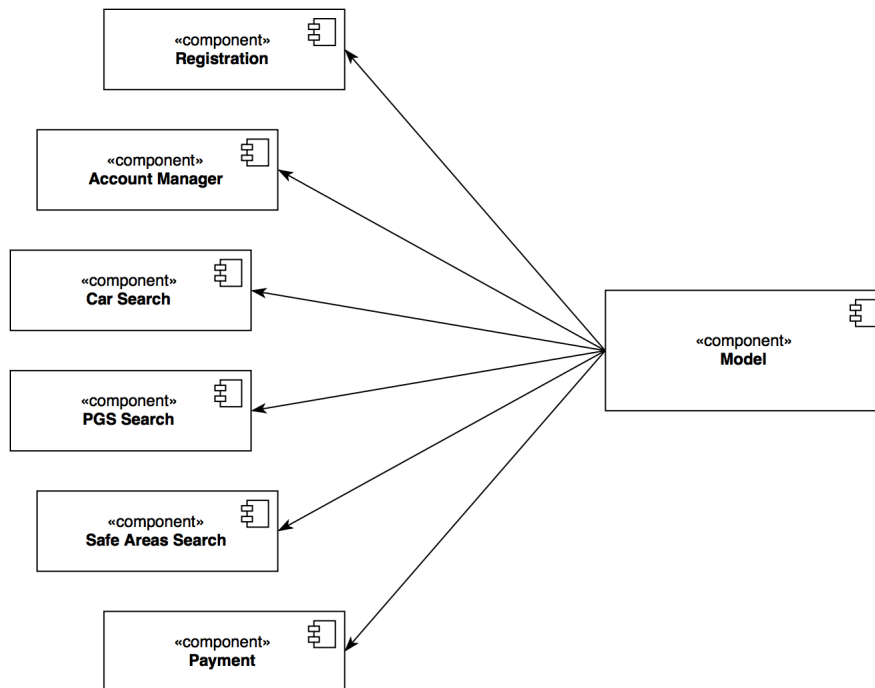 «component»
Registration
«component»
Account Manager
«component»
Car Search
«component»
Model
«component»
PGS Search
«component»
Safe Areas Search
«component»
Payment